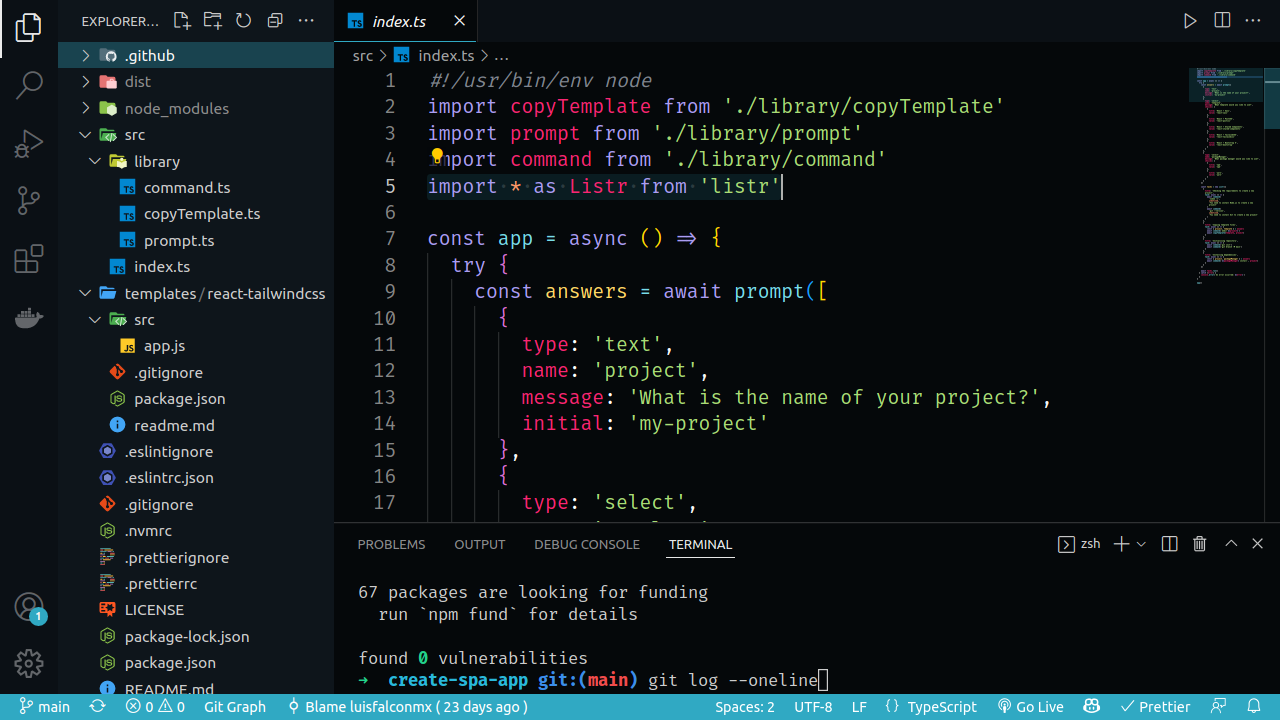 EXPLORER...
.github
dist
node_modules
src
library
command.ts
copyTemplate.ts
prompt.ts
index.ts
templates/react-tailwindcss
src
app.js
.gitignore
package.json
readme.md
.eslintignore
.eslintrc.json
.gitignore
.nvmrc
.prettierignore
.prettierrc
LICENSE
package-lock.json
package.json
README.md
1
index.ts
src > index.ts > ...
1 #!/usr/bin/env node
2 import copyTemplate from './library/copyTemplate'
3 import prompt from './library/prompt'
4 import command from './library/command'
5 import * as Listr from 'listr'
6
7 const app = async () => {
8 try {
9 const answers = await prompt([
10 {
11 type: 'text',
12 name: 'project',
13 message: 'What is the name of your project?',
14 initial: 'my-project'
15 },
16 {
17 type: 'select',
PROBLEMS OUTPUT DEBUG CONSOLE TERMINAL zsh
67 packages are looking for funding
run `npm fund` for details
found 0 vulnerabilities
→ create-spa-app git:(main) git log --oneline
main 0 0 Git Graph Blame luisfalconmx ( 23 days ago ) Spaces: 2 UTF-8 LF {} TypeScript Go Live Prettier